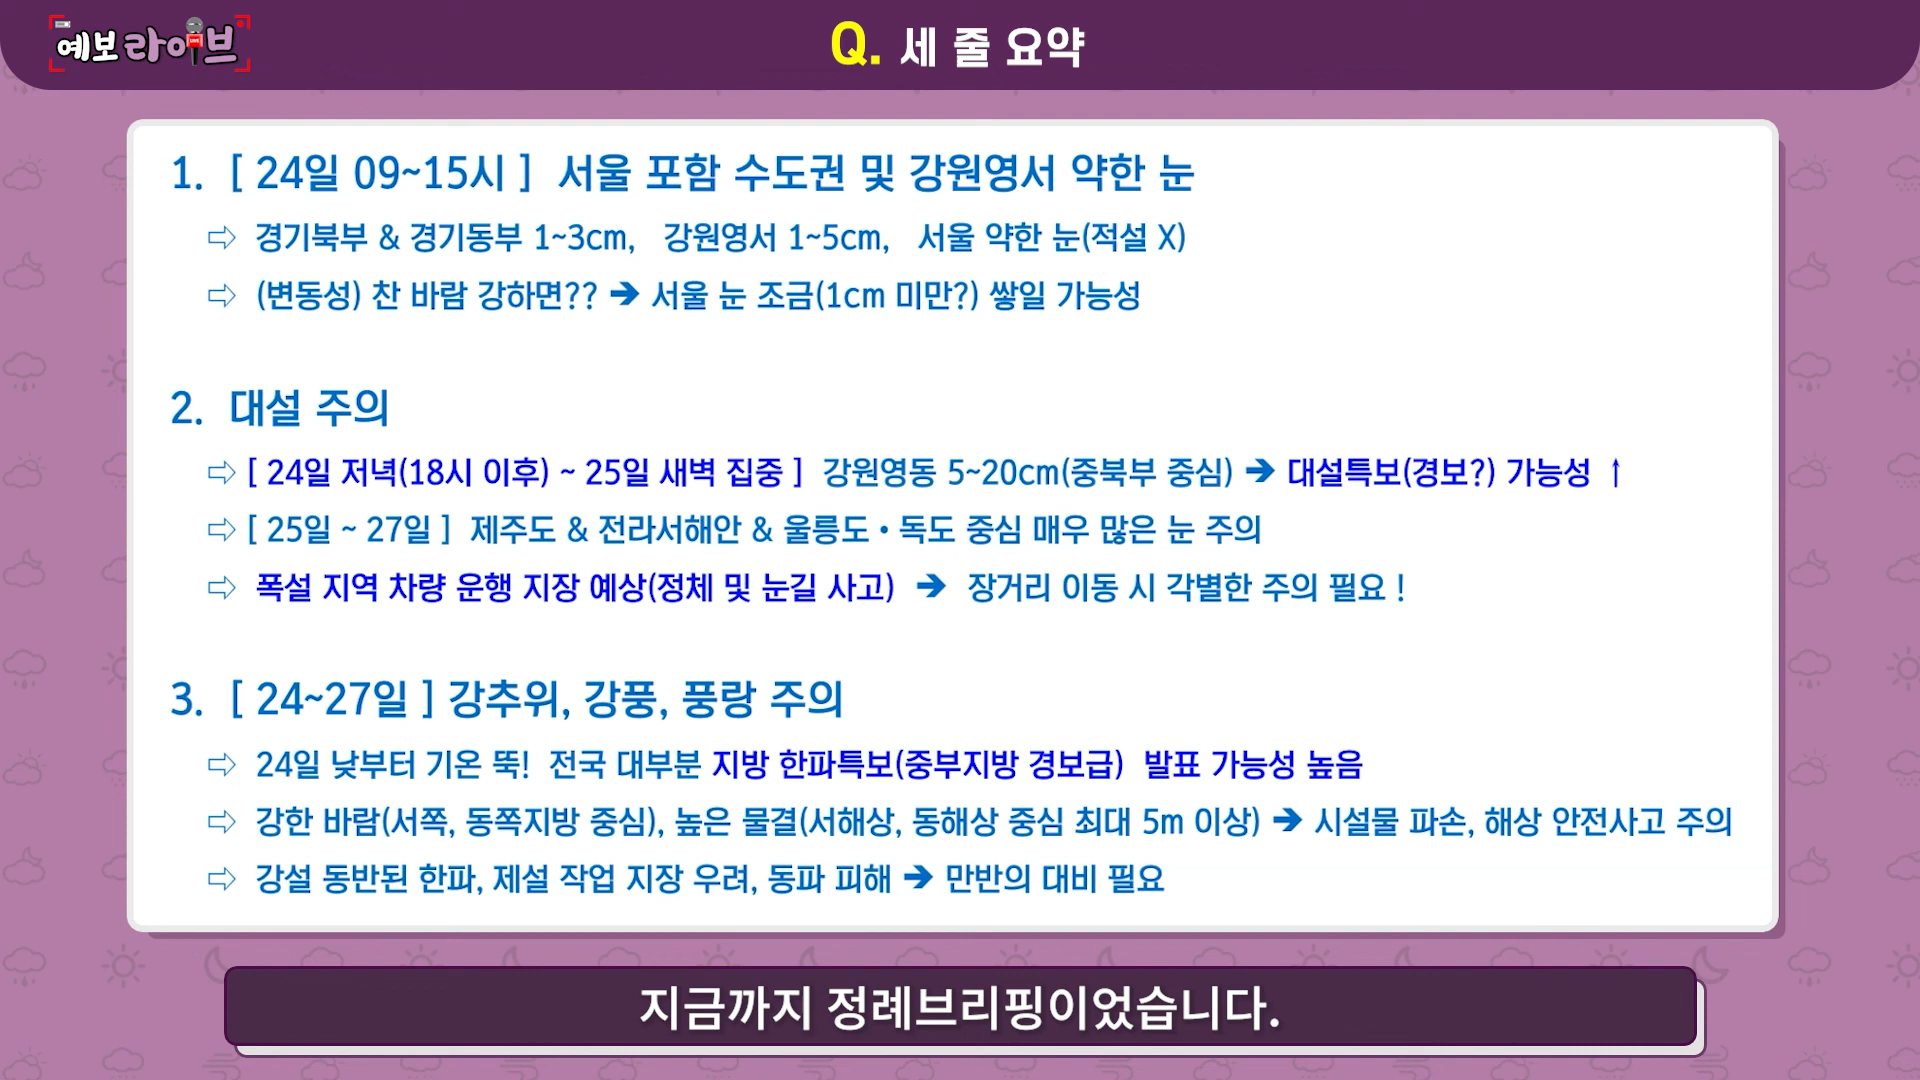 예보라이브
Q. 세 줄 요약
1. [ 24일 09~15시 ] 서울 포함 수도권 및 강원영서 약한 눈
⇨ 경기북부 & 경기동부 1~3cm, 강원영서 1~5cm, 서울 약한 눈(적설 X)
⇨ (변동성) 찬 바람 강하면?? ➔ 서울 눈 조금(1cm 미만?) 쌓일 가능성
2. 대설 주의
⇨ [ 24일 저녁(18시 이후) ~ 25일 새벽 집중 ] 강원영동 5~20cm(중북부 중심) ➔ 대설특보(경보?) 가능성 ↑
⇨ [ 25일 ~ 27일 ] 제주도 & 전라서해안 & 울릉도•독도 중심 매우 많은 눈 주의
⇨ 폭설 지역 차량 운행 지장 예상(정체 및 눈길 사고) ➔ 장거리 이동 시 각별한 주의 필요 !
3. [ 24~27일 ] 강추위, 강풍, 풍랑 주의
⇨ 24일 낮부터 기온 뚝! 전국 대부분 지방 한파특보(중부지방 경보급) 발표 가능성 높음
⇨ 강한 바람(서쪽, 동쪽지방 중심), 높은 물결(서해상, 동해상 중심 최대 5m 이상) ➔ 시설물 파손, 해상 안전사고 주의
⇨ 강설 동반된 한파, 제설 작업 지장 우려, 동파 피해 ➔ 만반의 대비 필요
지금까지 정례브리핑이었습니다.